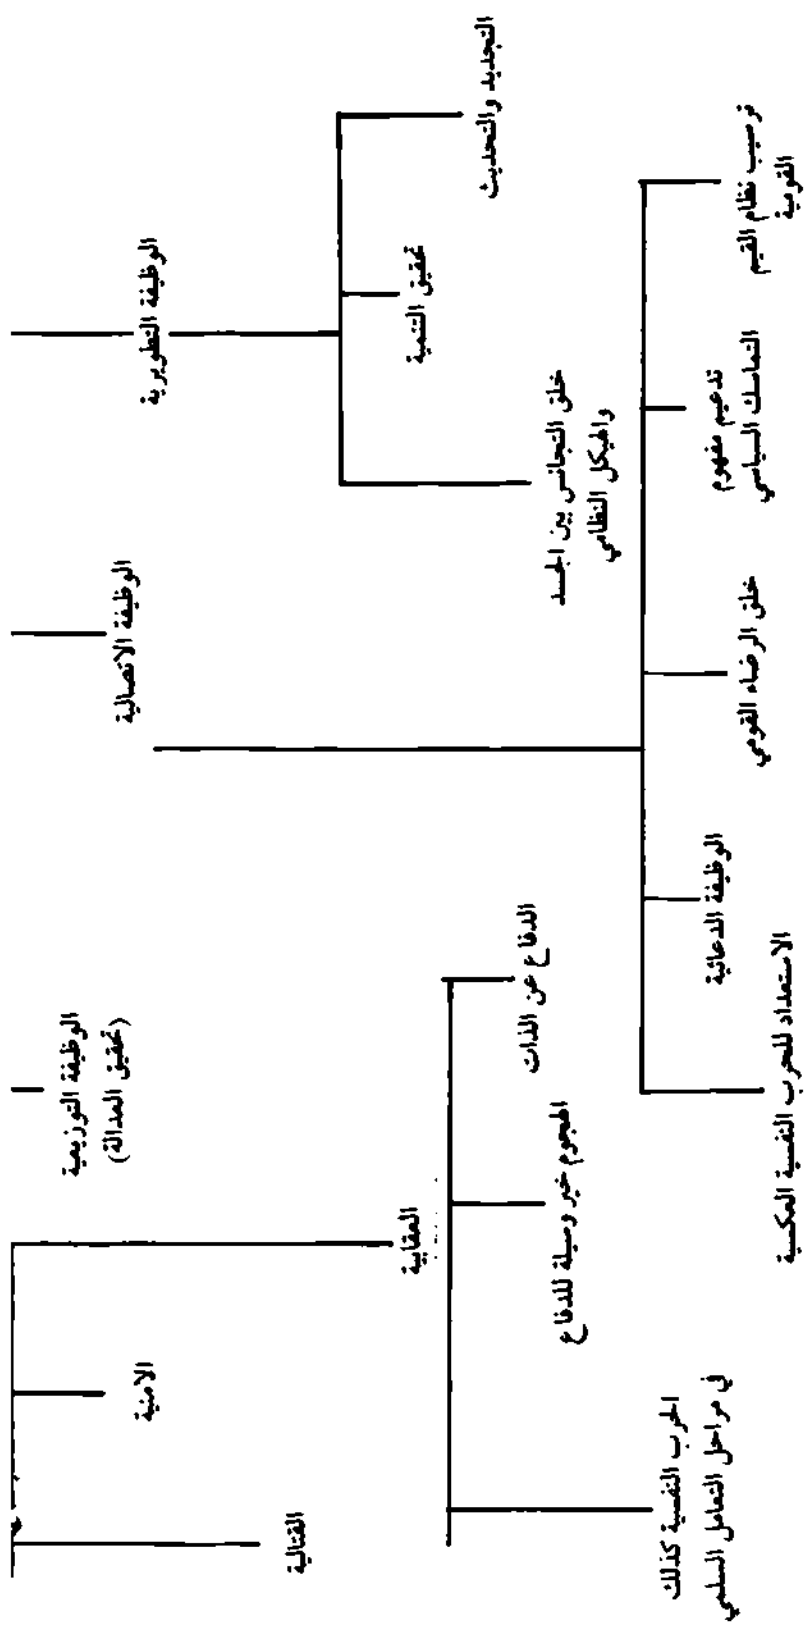 الوظيفة التطويرية
الوظيفة الاتصالية
الوظيفة التوزيعية
(تحقيق العدالة)
الامنية
القتالية
العقابية
التجديد والتحديث
تحقيق التنمية
خلق التجانس بين الجسد
والهيكل النظامي
الدفاع عن الذات
الهجوم خير وسيلة للدفاع
الحرب النفسية كذلك
في مراحل التعامل السلمي
ترسيب نظام القيم
القومية
تدعيم مفهوم
التماسك السياسي
خلق الرضاء القومي
الوظيفة الدعائية
الاستعداد للحرب النفسية العكسية